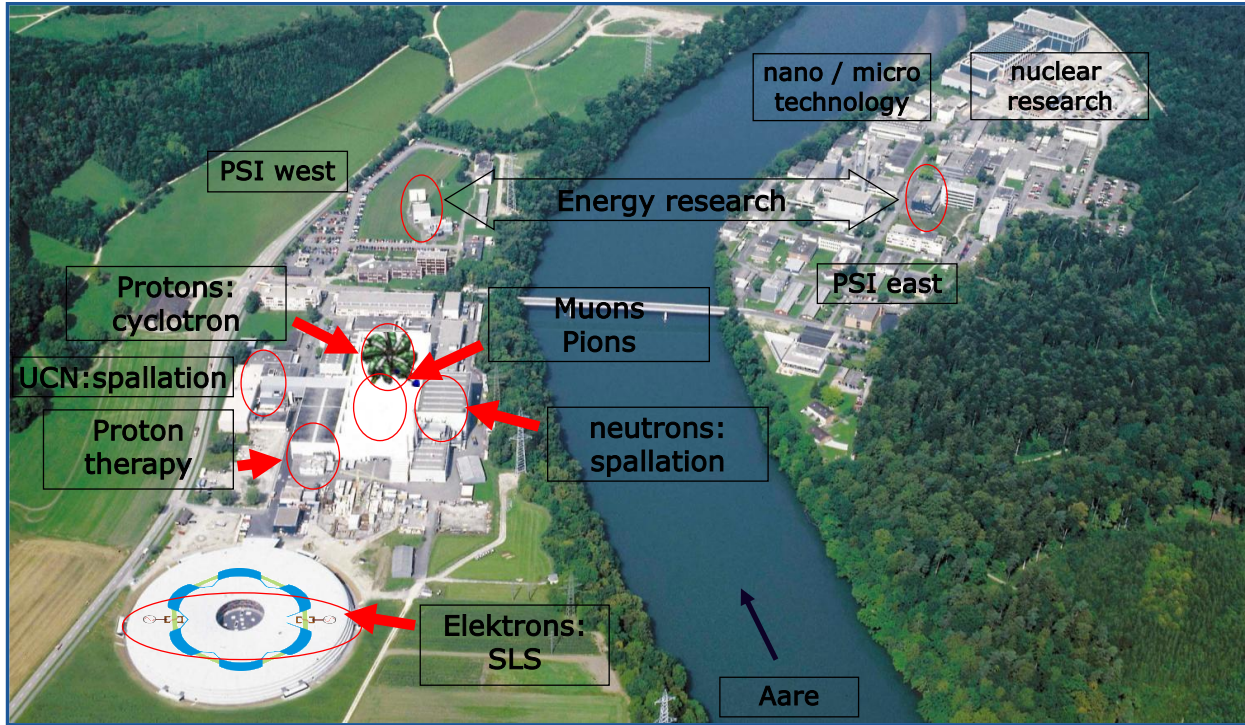 nano / micro
technology
nuclear
research
PSI west
Energy research
PSI east
Protons:
cyclotron
Muons
Pions
UCN:spallation
Proton
therapy
neutrons:
spallation
Elektrons:
SLS
Aare